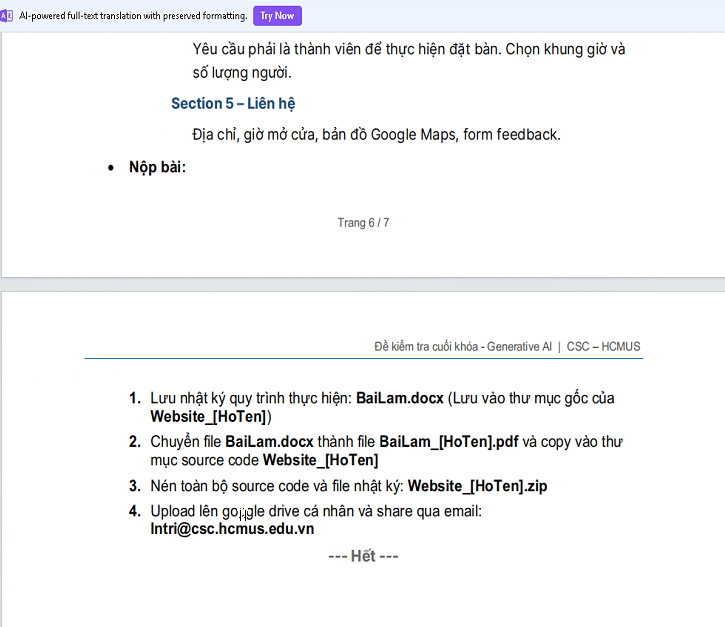 AI-powered full-text translation with preserved formatting. Try Now
Yêu cầu phải là thành viên để thực hiện đặt bàn. Chọn khung giờ và
số lượng người.
Section 5 – Liên hệ
Địa chỉ, giờ mở cửa, bản đồ Google Maps, form feedback.
• Nộp bài:
Trang 6 / 7
Đề kiểm tra cuối khóa - Generative AI | CSC – HCMUS
1. Lưu nhật ký quy trình thực hiện: BaiLam.docx (Lưu vào thư mục gốc của
Website_[HoTen])
2. Chuyển file BaiLam.docx thành file BaiLam_[HoTen].pdf và copy vào thư
mục source code Website_[HoTen]
3. Nén toàn bộ source code và file nhật ký: Website_[HoTen].zip
4. Upload lên google drive cá nhân và share qua email:
lntri@csc.hcmus.edu.vn
--- Hết ---